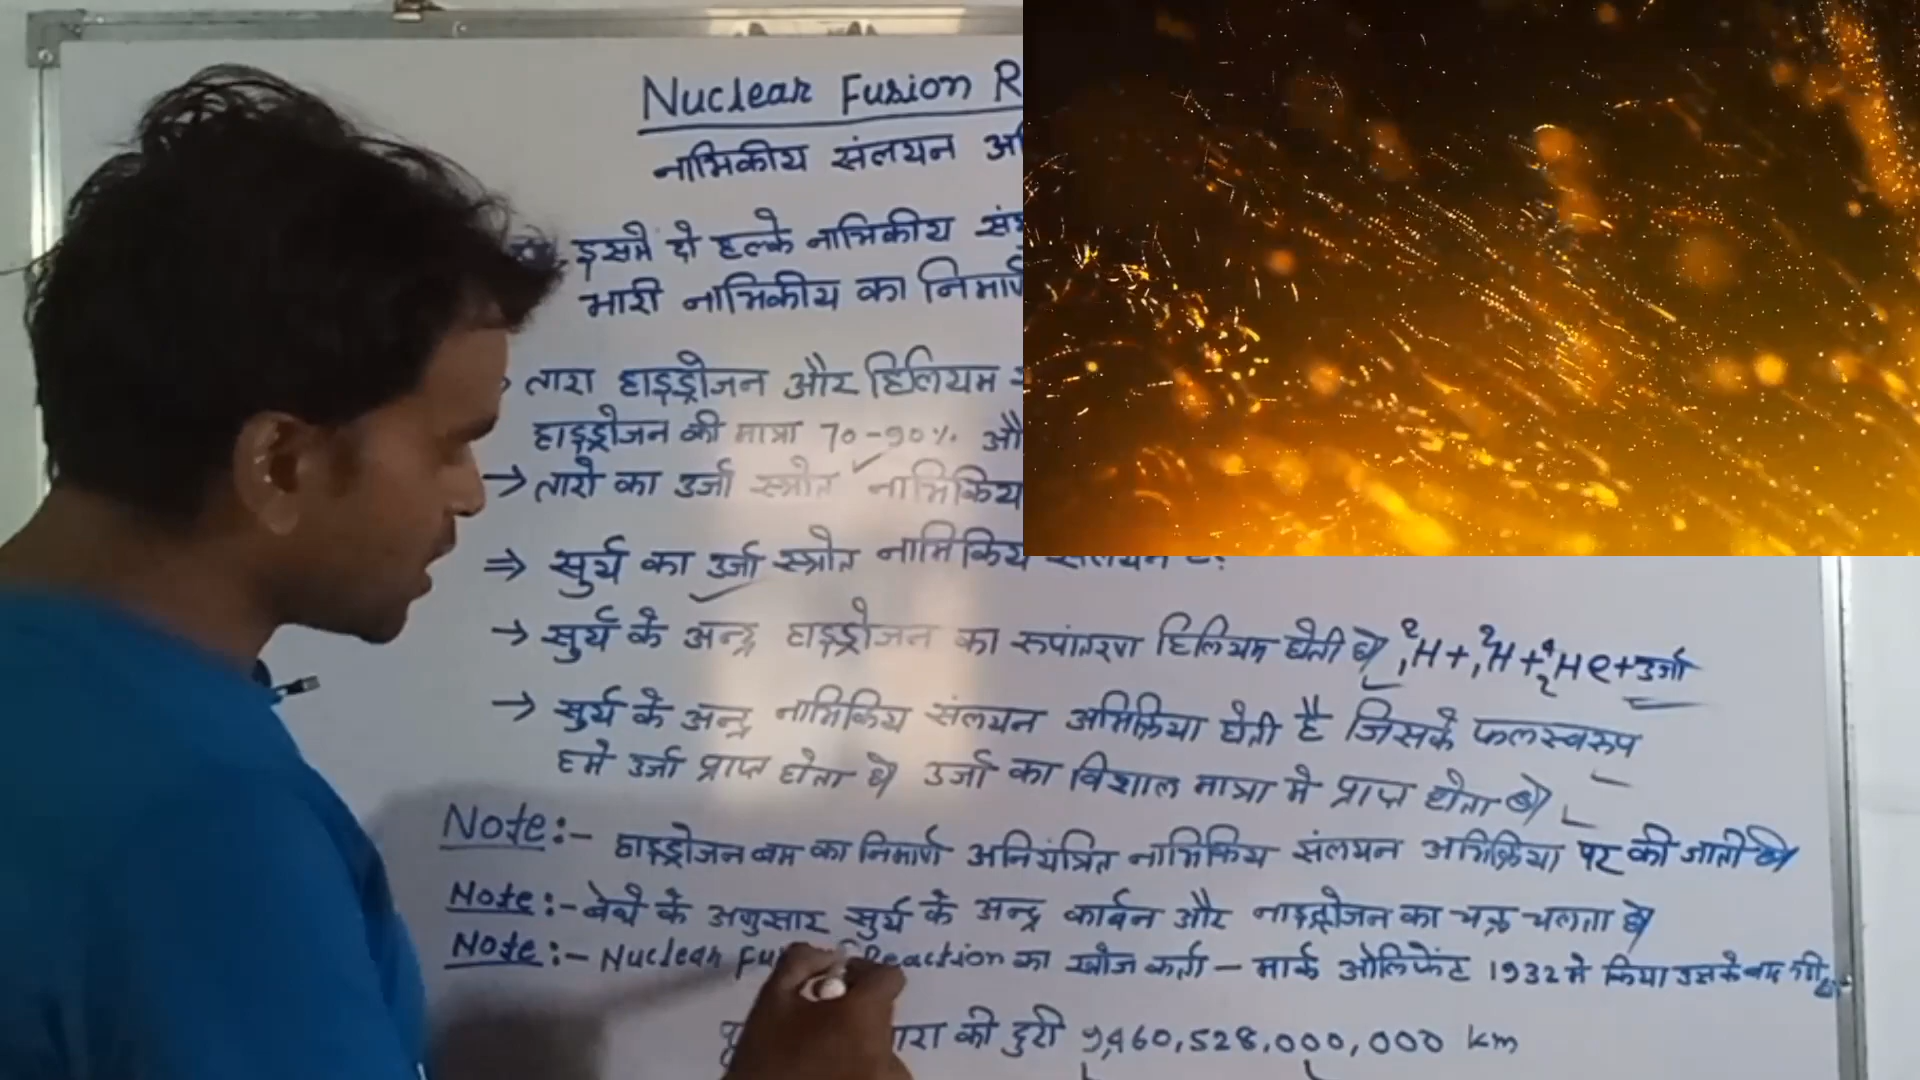 Nuclear Fusion R
नाभिकीय संलयन अ
इसमे दो हल्के नाभिकीय सं
भारी नाभिकीय का निमार्ण
तारा हाइड्रोजन और हिलियम
हाइड्रोजन की मात्रा 70-90% औ
→ तारो का उर्जा स्त्रोत नाभिकिय
⇒ सुर्य का उर्जा स्त्रोत नाभिकिय संलयन है।
→ सुर्य के अन्द्र हाइड्रोजन का रूपांतरण हिलियम होती है। ²₁H + ²₁H + ⁴₂He + उर्जा
→ सुर्य के अन्द्र नाभिकिय संलयन अभिक्रिया होती है जिसके फलस्वरूप
हमे उर्जा प्राप्त होता है। उर्जा का विशाल मात्रा मे प्राप्त होता है।
Note:- हाइड्रोजन बम का निमार्ण अनियंत्रित नाभिकिय संलयन अभिक्रिया पर की जाती है।
Note:- बेथे के अनुसार सुर्य के अन्द्र कार्बन और नाइट्रोजन का चक्र चलता है।
Note:- Nuclear Fu Reaction का खोज कर्ता – मार्क ओलिफेंट 1932 मे किया उसके बाद
तारा की दुरी 9,460,528,000,000 km